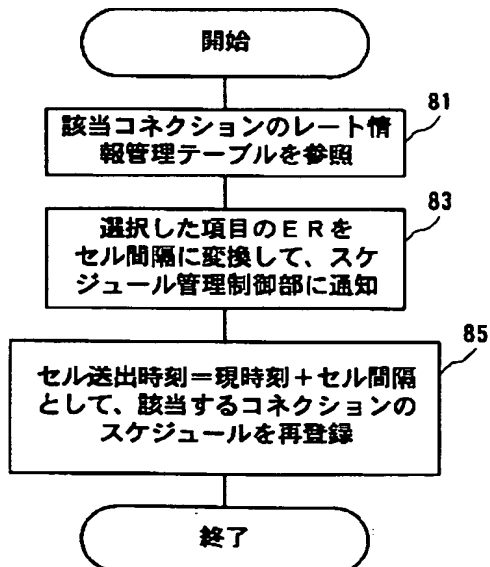 開始
81
該当コネクションのレート情
報管理テーブルを参照
83
選択した項目のERを
セル間隔に変換して、スケ
ジュール管理制御部に通知
85
セル送出時刻=現時刻+セル間隔
として、該当するコネクションの
スケジュールを再登録
終了